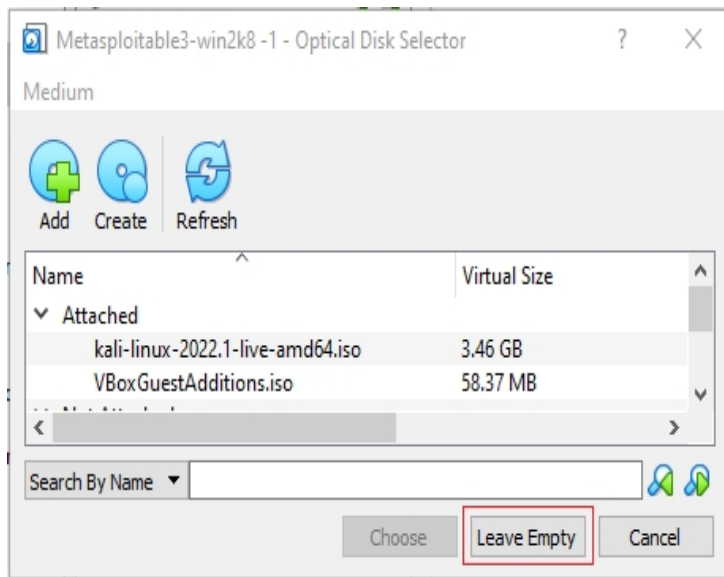 Metasploitable3-win2k8 -1 - Optical Disk Selector
Medium
Add Create Refresh
Name Virtual Size
Attached
kali-linux-2022.1-live-amd64.iso 3.46 GB
VBoxGuestAdditions.iso 58.37 MB
Search By Name
Choose Leave Empty Cancel